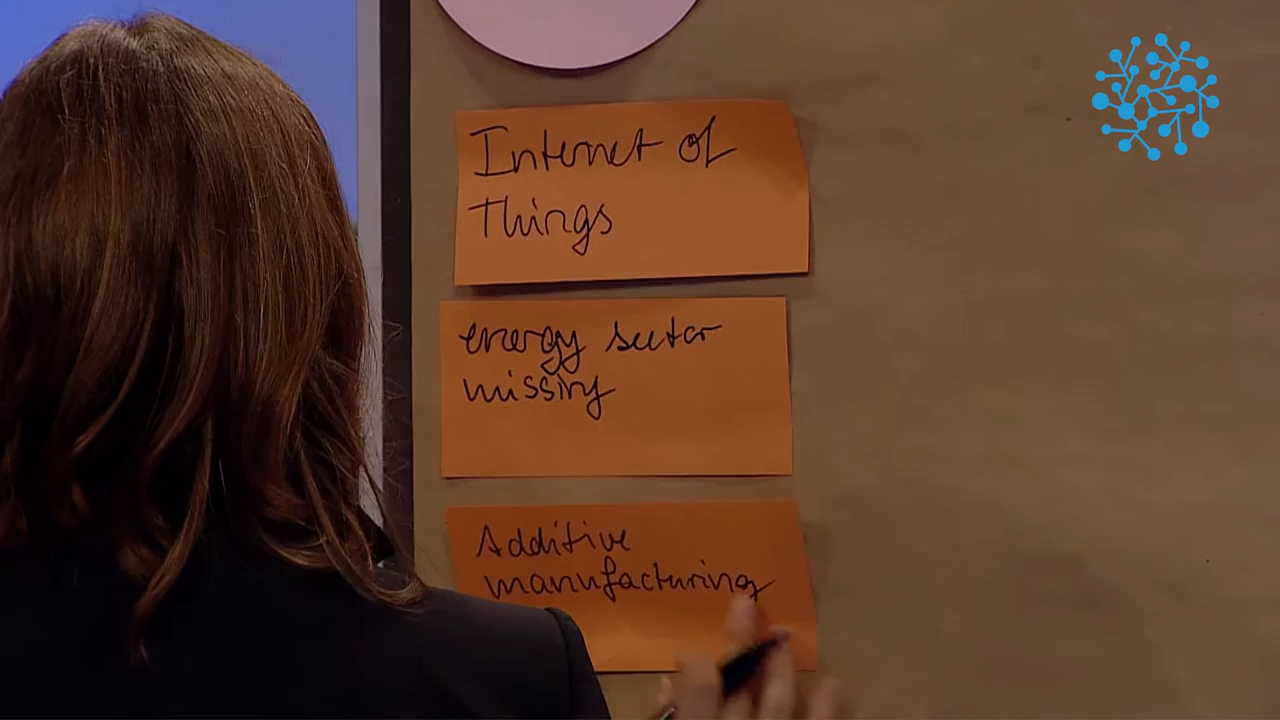 Internet of
Things
energy sector
missing
Additive
manufacturing